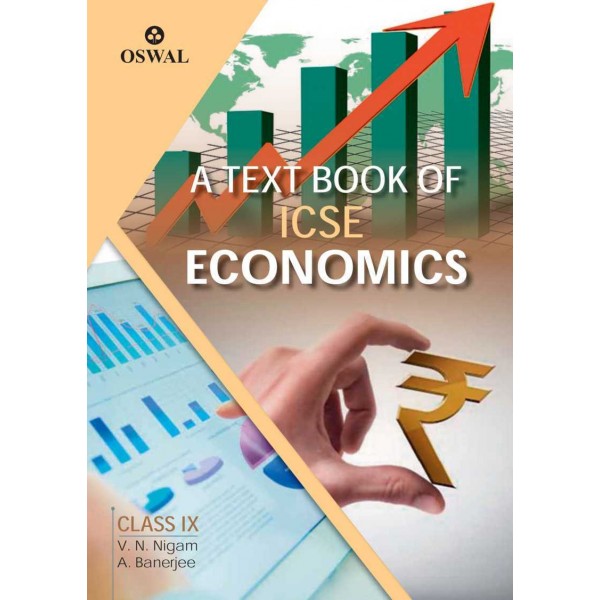 OSWAL
A TEXT BOOK OF
ICSE
ECONOMICS
CLASS IX
V. N. Nigam
A. Banerjee